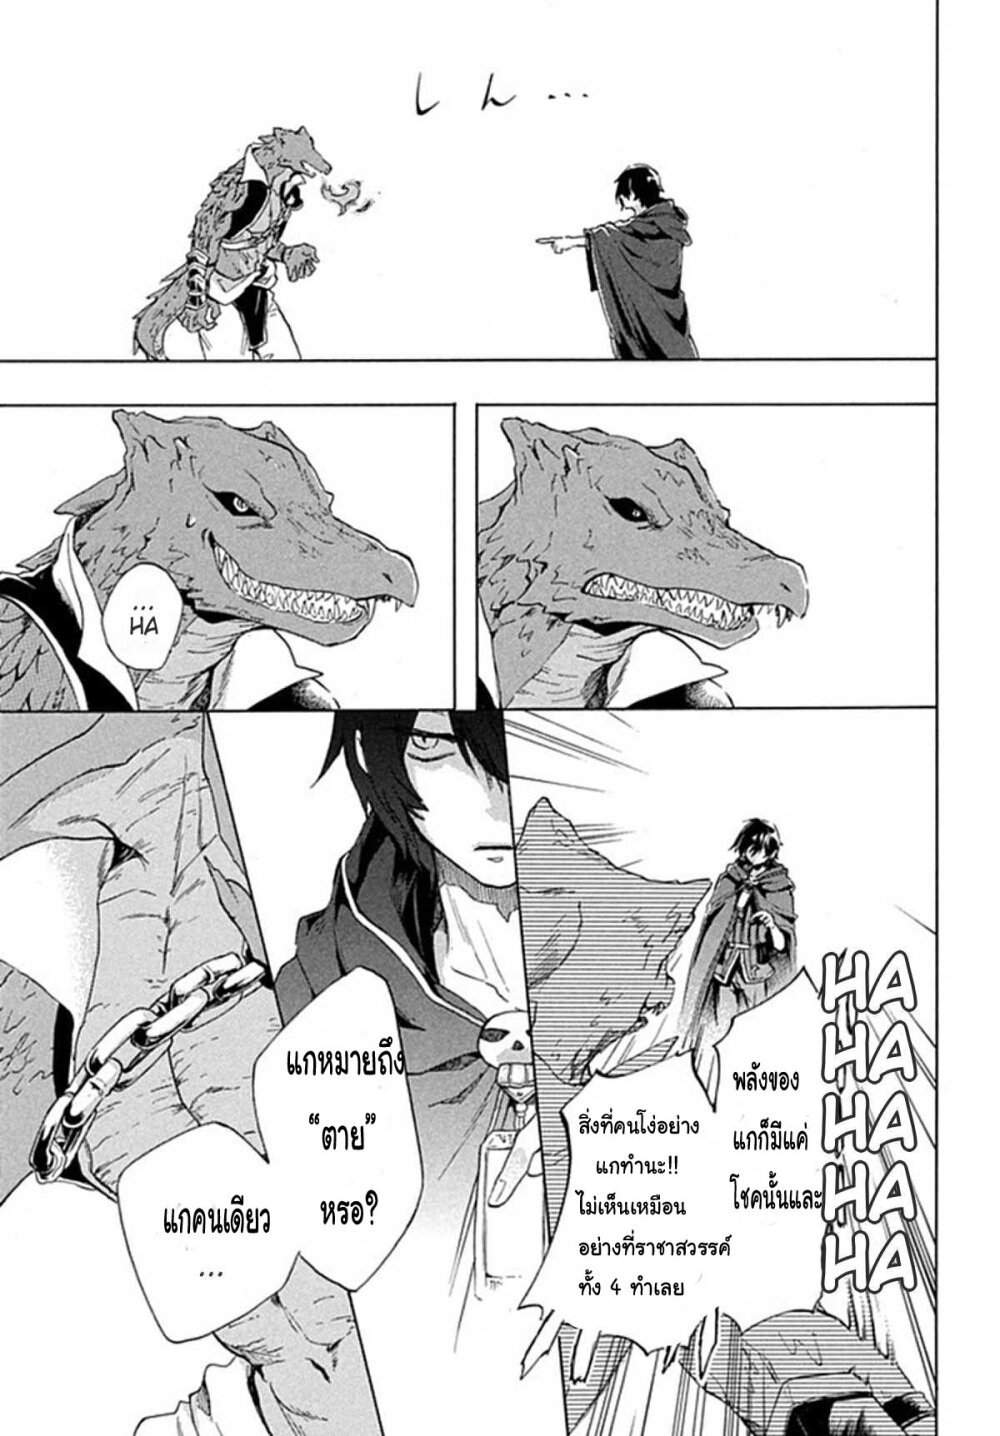 しん...
...
HA
HA
HA
HA
HA
HA
พลังของ
แกก็มีแค่
โชคนั้นและ
สิ่งที่คนโง่อย่าง
แกทำนะ!!
ไม่เห็นเหมือน
อย่างที่ราชาสวรรค์
ทั้ง 4 ทำเลย
แกหมายถึง
“ตาย”
หรอ?
แกคนเดียว
...